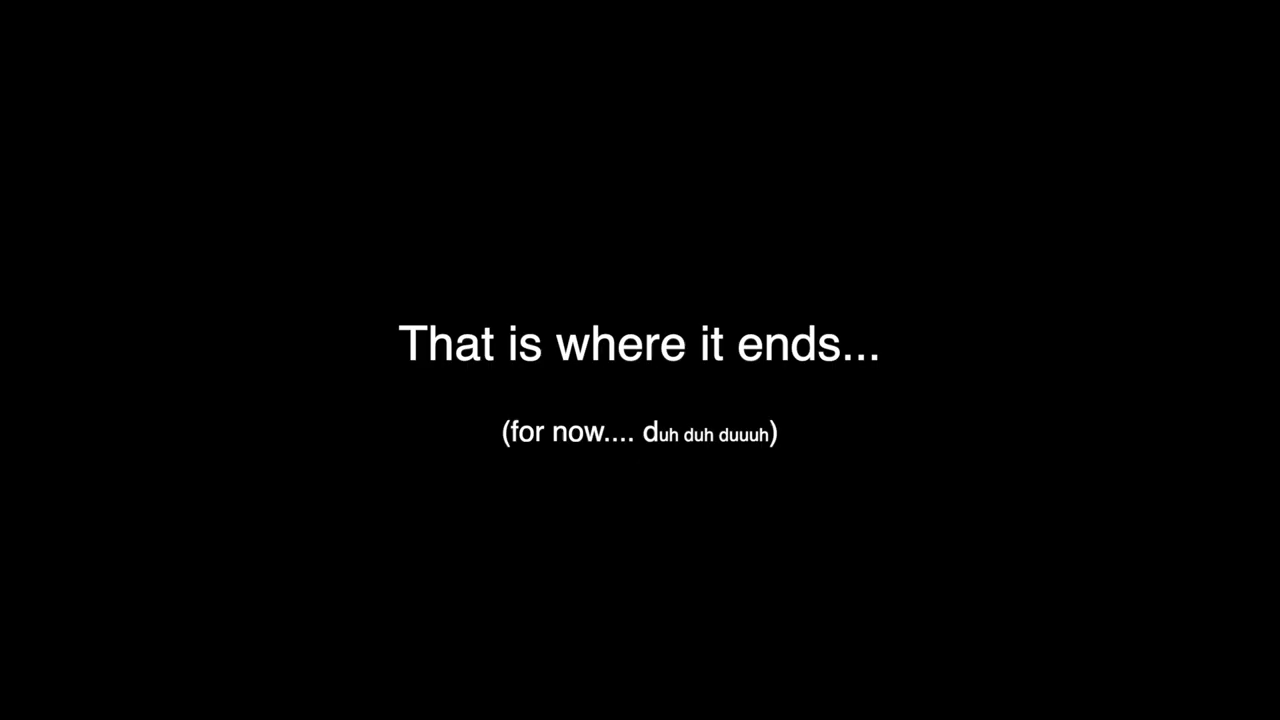 That is where it ends...
(for now.... duh duh duuuh)